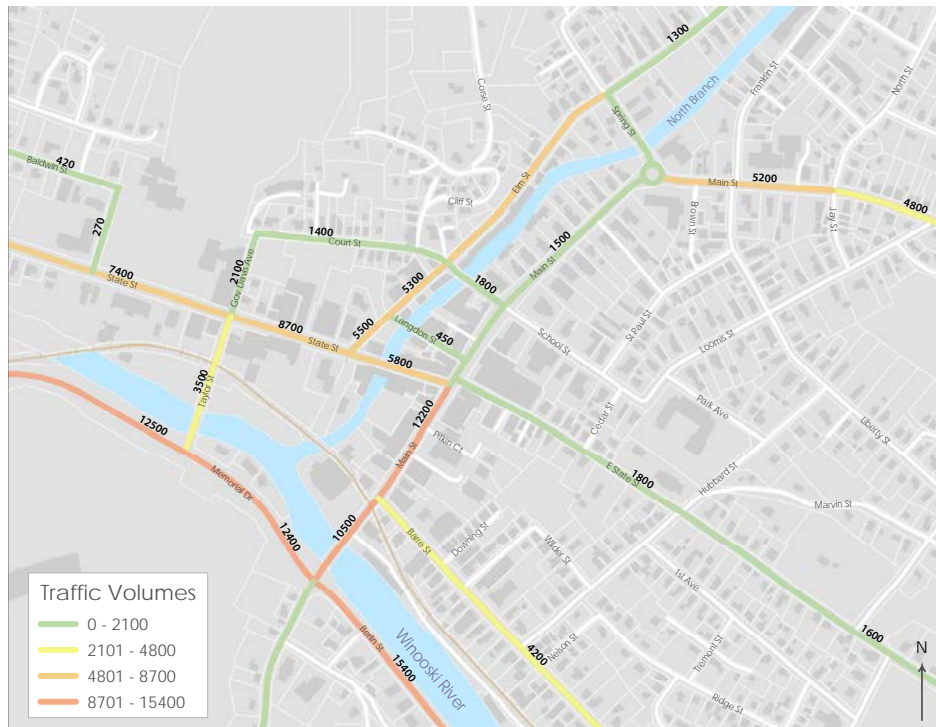 1300
North Branch
Franklin St
North St
Corse St
Spring St
420
Baldwin St
Elm St
5200
Main St
4800
Cliff St
Bown St
Jay St
270
1400
Court St
2100
Gov Davis Ave
1500
Main St
7400
State St
5300
1800
8700
State St
5500
Langdon St
450
School St
St Paul St
Loomis St
5800
3500
Taylor St
12200
Main St
Pitkin Ct
Cedar St
Park Ave
Liberty St
12500
Memorial Dr
E State St
1800
Hubbard St
Marvin St
10500
12400
Barre St
Downing St
Wilder St
1st Ave
Traffic Volumes
0 - 2100
2101 - 4800
4801 - 8700
8701 - 15400
Berlin St
15400
Winooski River
4200
Nelson St
Tremont St
Ridge St
1600
N